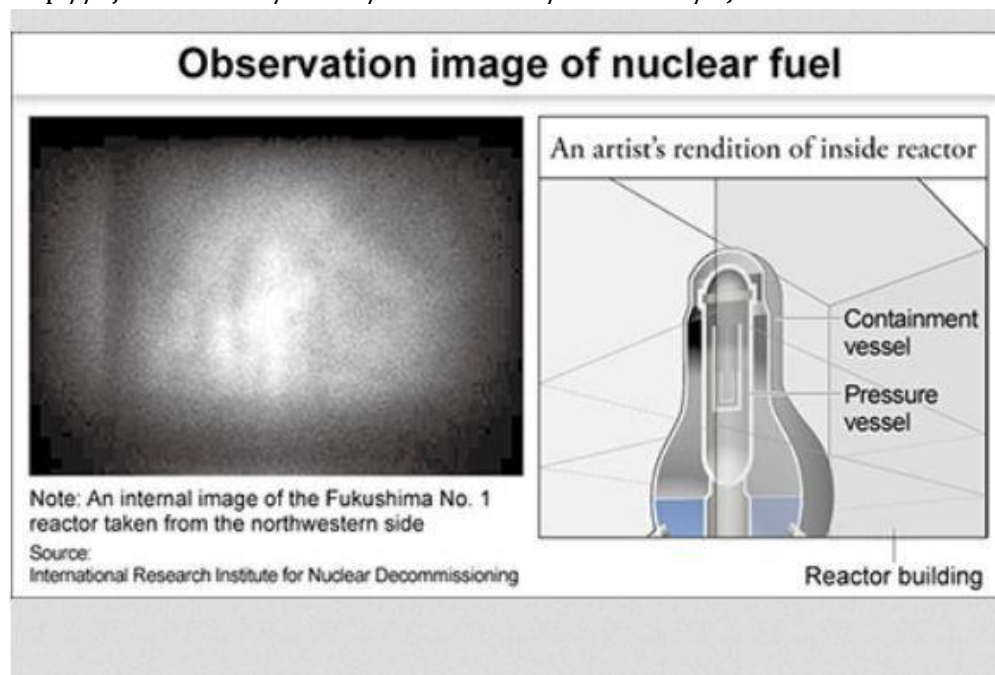 Observation image of nuclear fuel
An artist's rendition of inside reactor
Containment
vessel
Pressure
vessel
Reactor building
Note: An internal image of the Fukushima No. 1
reactor taken from the northwestern side
Source:
International Research Institute for Nuclear Decommissioning